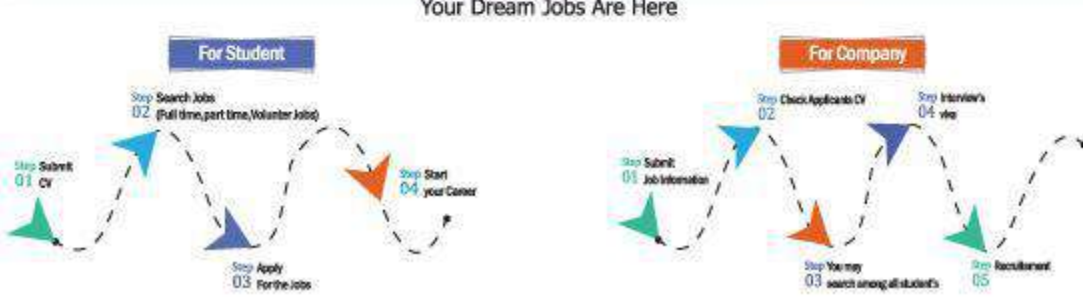 Your Dream Jobs Are Here
For Student
Step 01 Submit
CV
Step 02 Search Jobs
(Full time, part time, Volunter Jobs)
Step 03 Apply
For the Jobs
Step 04 Start
your Career
For Company
Step 01 Submit
Job Information
Step 02 Check Applicants CV
Step 03 You may
search among all student's
Step 04 Interview's
viva
Step 05 Recruitement